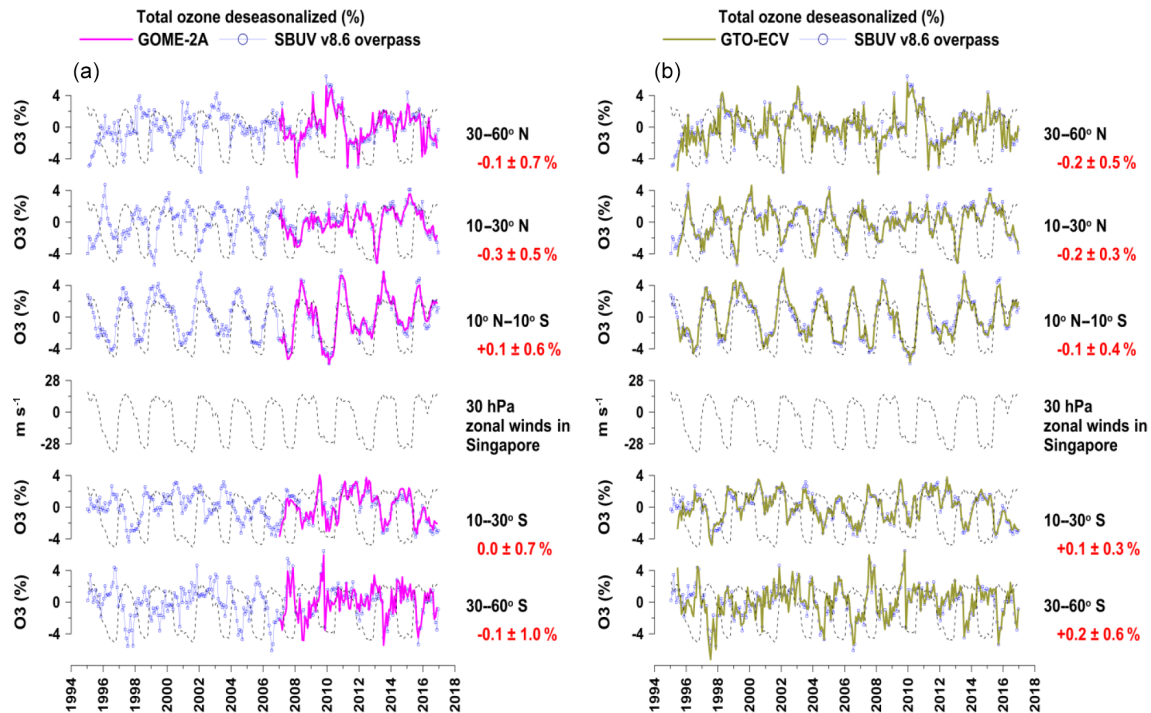 Total ozone deseasonalized (%)
GOME-2A SBUV v8.6 overpass
(a)
O3 (%)
4
0
-4
30–60° N
-0.1 ± 0.7 %
O3 (%)
4
0
-4
10–30° N
-0.3 ± 0.5 %
O3 (%)
4
0
-4
10° N–10° S
+0.1 ± 0.6 %
m s⁻¹
28
0
-28
30 hPa
zonal winds in
Singapore
O3 (%)
4
0
-4
10–30° S
0.0 ± 0.7 %
O3 (%)
4
0
-4
30–60° S
-0.1 ± 1.0 %
1994 1996 1998 2000 2002 2004 2006 2008 2010 2012 2014 2016 2018
Total ozone deseasonalized (%)
GTO-ECV SBUV v8.6 overpass
(b)
O3 (%)
4
0
-4
30–60° N
-0.2 ± 0.5 %
O3 (%)
4
0
-4
10–30° N
-0.2 ± 0.3 %
O3 (%)
4
0
-4
10° N–10° S
-0.1 ± 0.4 %
m s⁻¹
28
0
-28
30 hPa
zonal winds in
Singapore
O3 (%)
4
0
-4
10–30° S
+0.1 ± 0.3 %
O3 (%)
4
0
-4
30–60° S
+0.2 ± 0.6 %
1994 1996 1998 2000 2002 2004 2006 2008 2010 2012 2014 2016 2018